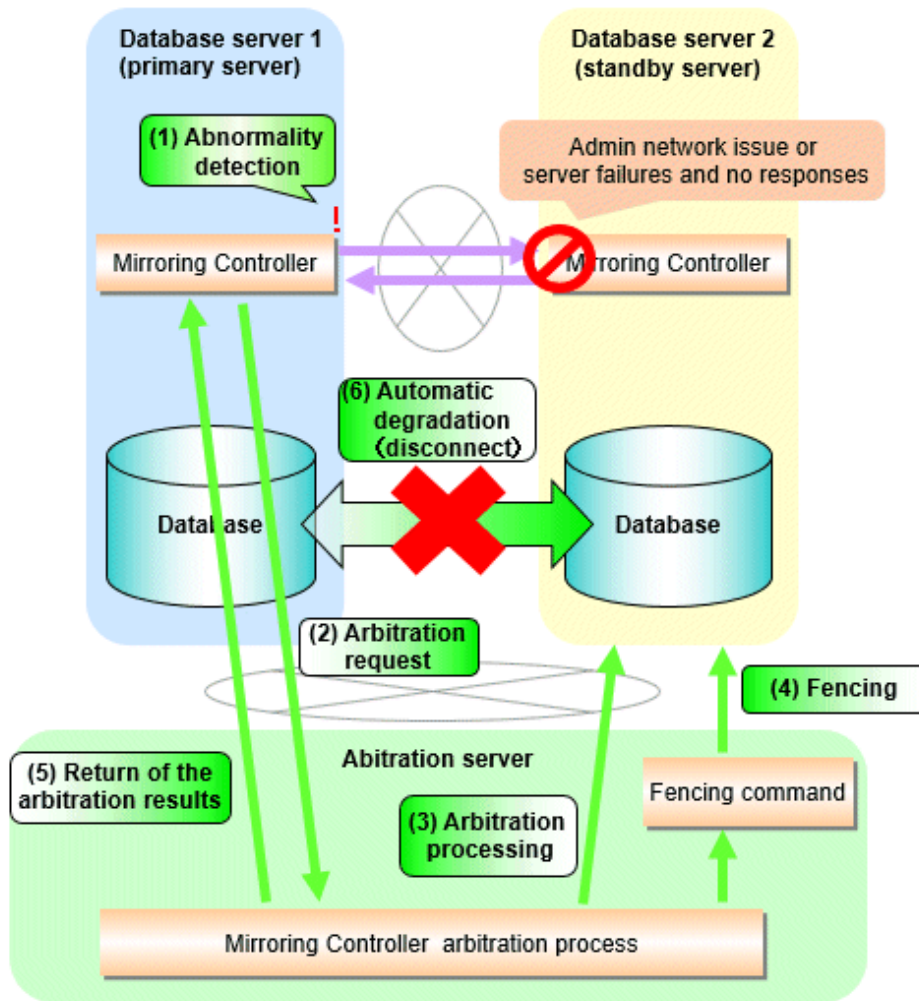 Database server 1
(primary server)
Database server 2
(standby server)
(1) Abnormality
detection
Admin network issue or
server failures and no responses
!
Mirroring Controller
Mirroring Controller
(6) Automatic
degradation
(disconnect)
Database
Database
(2) Arbitration
request
(4) Fencing
Abitration server
(5) Return of the
arbitration results
Fencing command
(3) Arbitration
processing
Mirroring Controller arbitration process